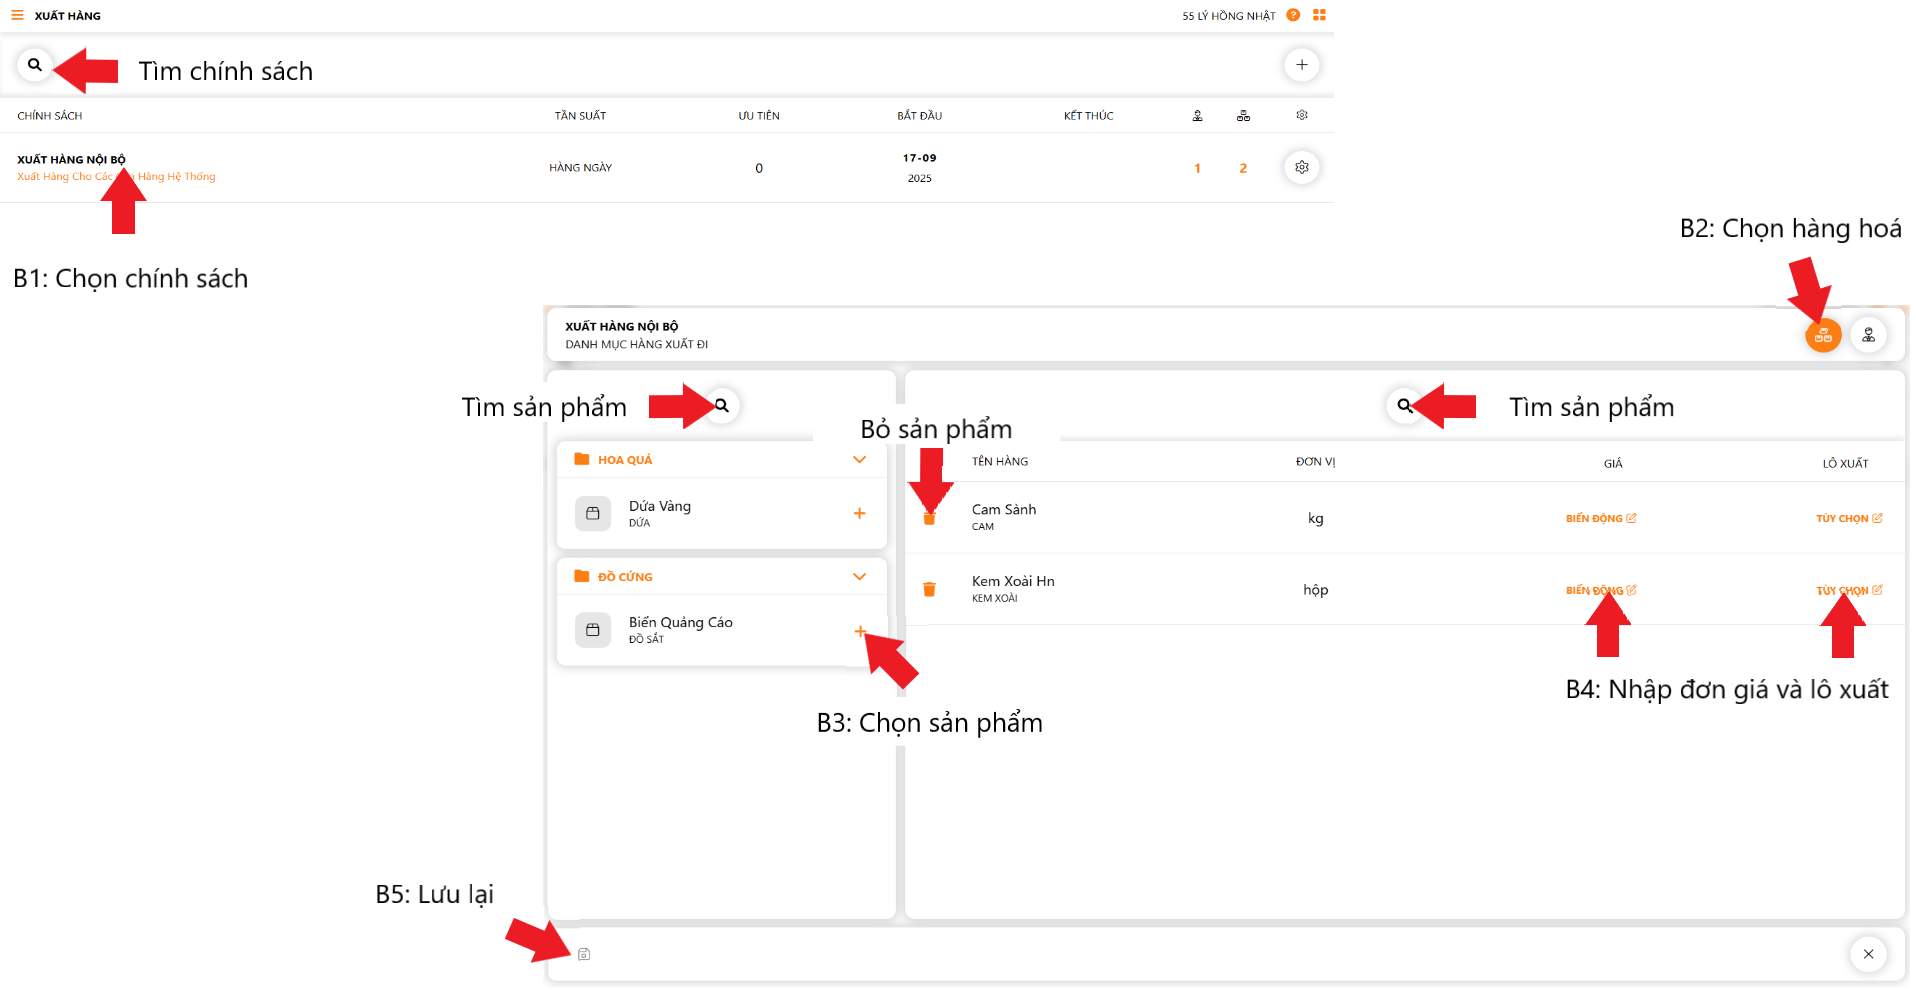 XUẤT HÀNG
55 LÝ HỒNG NHẬT
Tìm chính sách
CHÍNH SÁCH TẦN SUẤT ƯU TIÊN BẮT ĐẦU KẾT THÚC
XUẤT HÀNG NỘI BỘ
Xuất Hàng Cho Các Hàng Hệ Thống
HÀNG NGÀY 0 17-09 1 2
2025
B1: Chọn chính sách
B2: Chọn hàng hoá
XUẤT HÀNG NỘI BỘ
DANH MỤC HÀNG XUẤT ĐI
Tìm sản phẩm
Tìm sản phẩm
Bỏ sản phẩm
HOA QUẢ
Dứa Vàng
DỨA
ĐỒ CỨNG
Biển Quảng Cáo
ĐỒ SẮT
TÊN HÀNG ĐƠN VỊ GIÁ LÔ XUẤT
Cam Sành
CAM
kg BIẾN ĐỘNG TÙY CHỌN
Kem Xoài Hn
KEM XOÀI
hộp BIẾN ĐỘNG TÙY CHỌN
B3: Chọn sản phẩm
B4: Nhập đơn giá và lô xuất
B5: Lưu lại